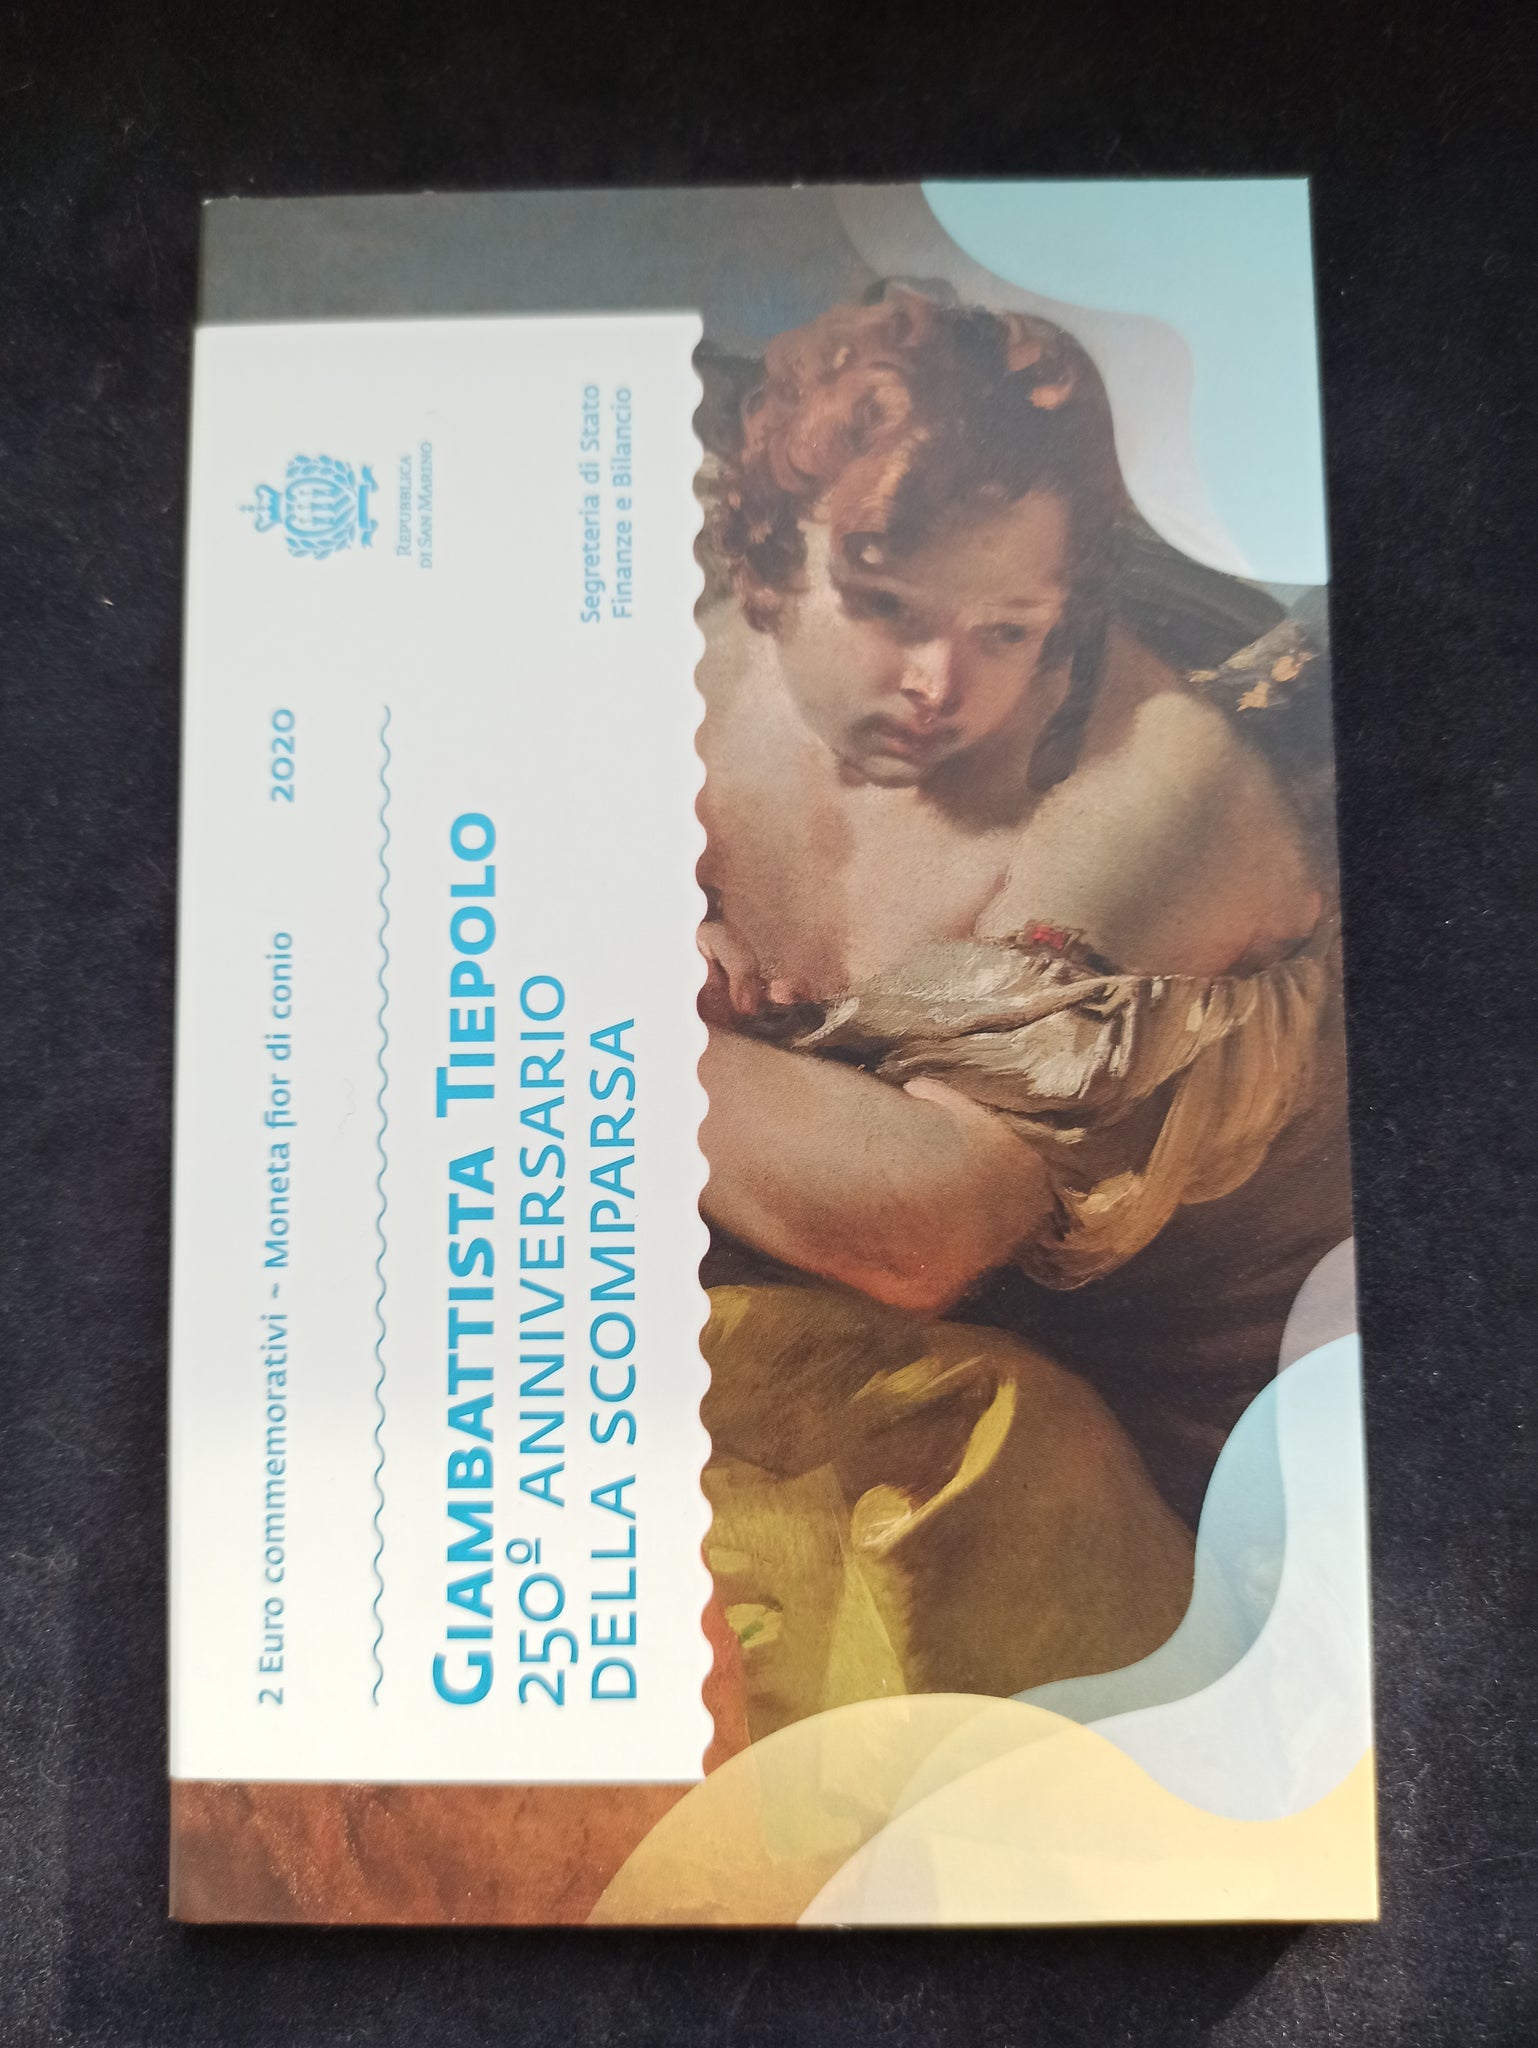 2 Euro commemorativi ~ Moneta fior di conio 2020
REPUBBLICA
DI SAN MARINO
GIAMBATTISTA TIEPOLO
250º ANNIVERSARIO
DELLA SCOMPARSA
Segreteria di Stato
Finanze e Bilancio